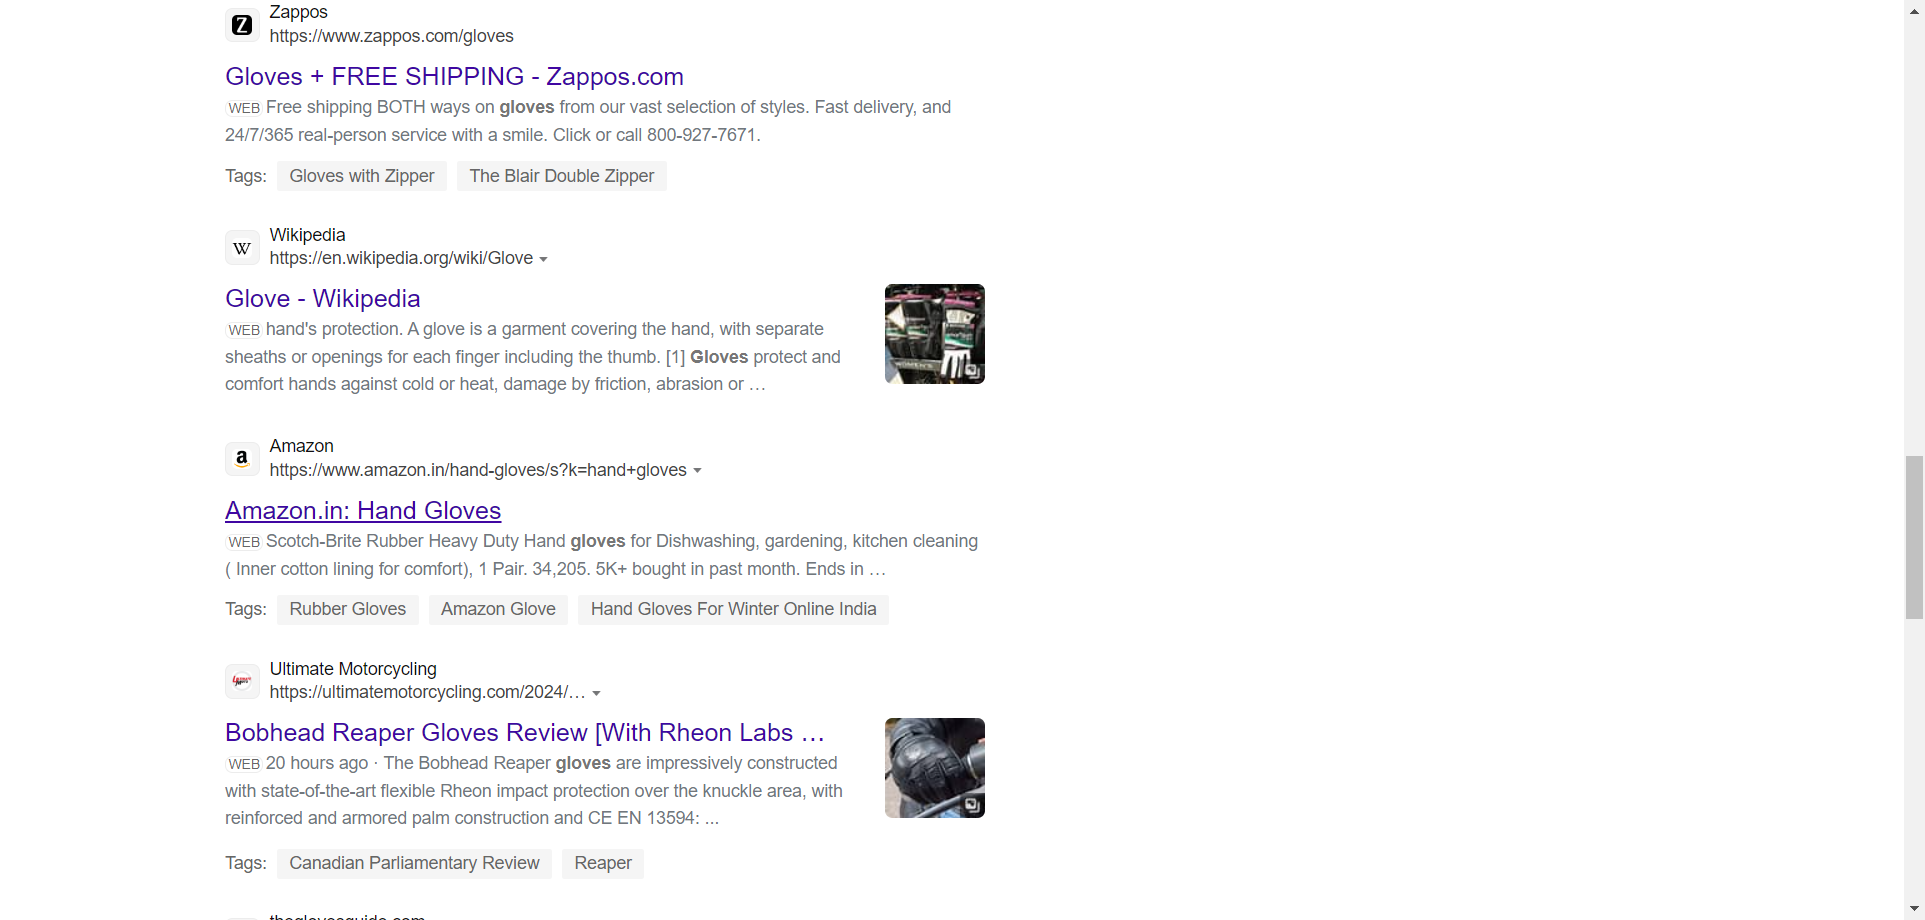 Zappos
https://www.zappos.com/gloves
Gloves + FREE SHIPPING - Zappos.com
WEB Free shipping BOTH ways on gloves from our vast selection of styles. Fast delivery, and
24/7/365 real-person service with a smile. Click or call 800-927-7671.
Tags: Gloves with Zipper The Blair Double Zipper
Wikipedia
https://en.wikipedia.org/wiki/Glove
Glove - Wikipedia
WEB hand's protection. A glove is a garment covering the hand, with separate
sheaths or openings for each finger including the thumb. [1] Gloves protect and
comfort hands against cold or heat, damage by friction, abrasion or …
WOMEN'S
Amazon
https://www.amazon.in/hand-gloves/s?k=hand+gloves
Amazon.in: Hand Gloves
WEB Scotch-Brite Rubber Heavy Duty Hand gloves for Dishwashing, gardening, kitchen cleaning
( Inner cotton lining for comfort), 1 Pair. 34,205. 5K+ bought in past month. Ends in …
Tags: Rubber Gloves Amazon Glove Hand Gloves For Winter Online India
Ultimate Motorcycling
https://ultimatemotorcycling.com/2024/…
Bobhead Reaper Gloves Review [With Rheon Labs …
WEB 20 hours ago · The Bobhead Reaper gloves are impressively constructed
with state-of-the-art flexible Rheon impact protection over the knuckle area, with
reinforced and armored palm construction and CE EN 13594: ...
Tags: Canadian Parliamentary Review Reaper